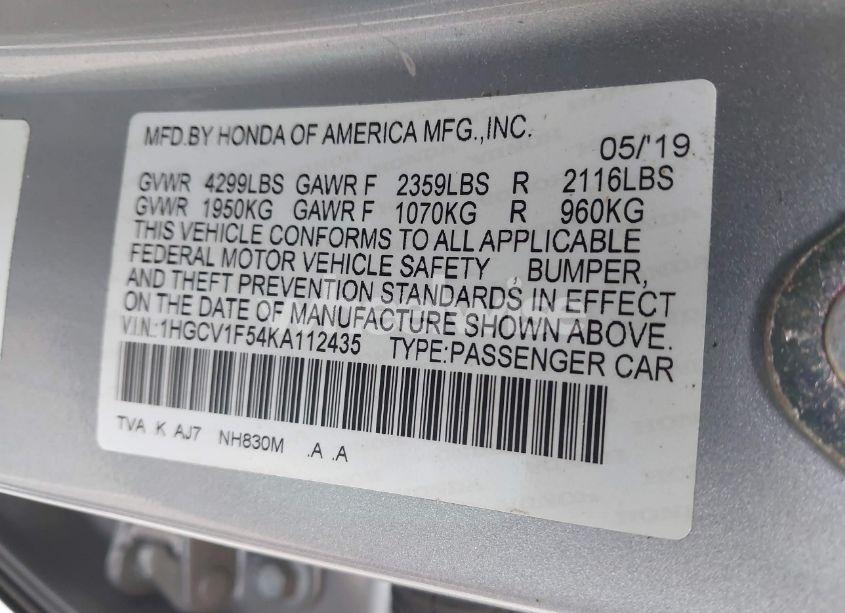 MFD.BY HONDA OF AMERICA MFG.,INC.
05/'19
GVWR 4299LBS GAWR F 2359LBS R 2116LBS
GVWR 1950KG GAWR F 1070KG R 960KG
THIS VEHICLE CONFORMS TO ALL APPLICABLE
FEDERAL MOTOR VEHICLE SAFETY, BUMPER,
AND THEFT PREVENTION STANDARDS IN EFFECT
ON THE DATE OF MANUFACTURE SHOWN ABOVE.
V.I.N.:1HGCV1F54KA112435 TYPE:PASSENGER CAR
TVA K AJ7 NH830M .A .A